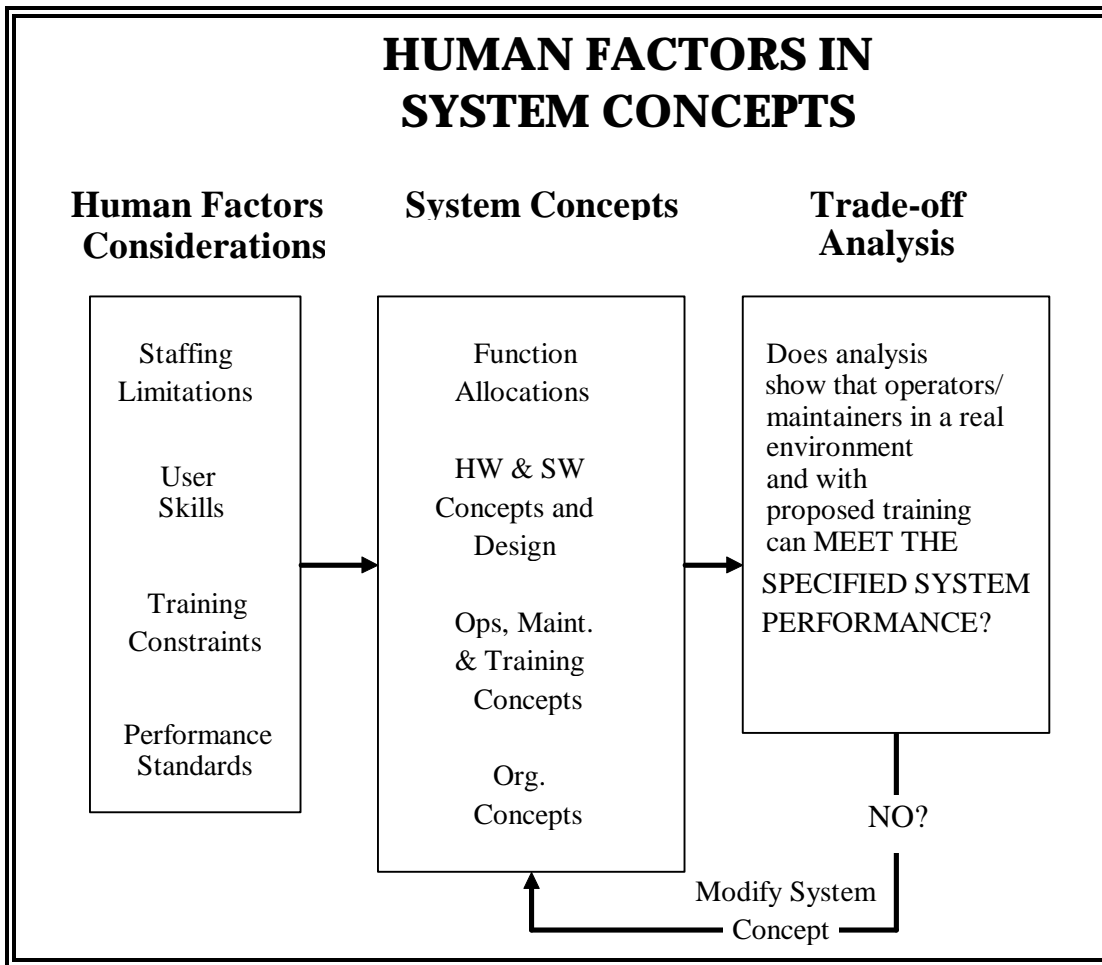 HUMAN FACTORS IN
SYSTEM CONCEPTS
Human Factors
Considerations
System Concepts
Trade-off
Analysis
Staffing
Limitations
User
Skills
Training
Constraints
Performance
Standards
Function
Allocations
HW & SW
Concepts and
Design
Ops, Maint.
& Training
Concepts
Org.
Concepts
Does analysis
show that operators/
maintainers in a real
environment
and with
proposed training
can MEET THE
SPECIFIED SYSTEM
PERFORMANCE?
NO?
Modify System
Concept